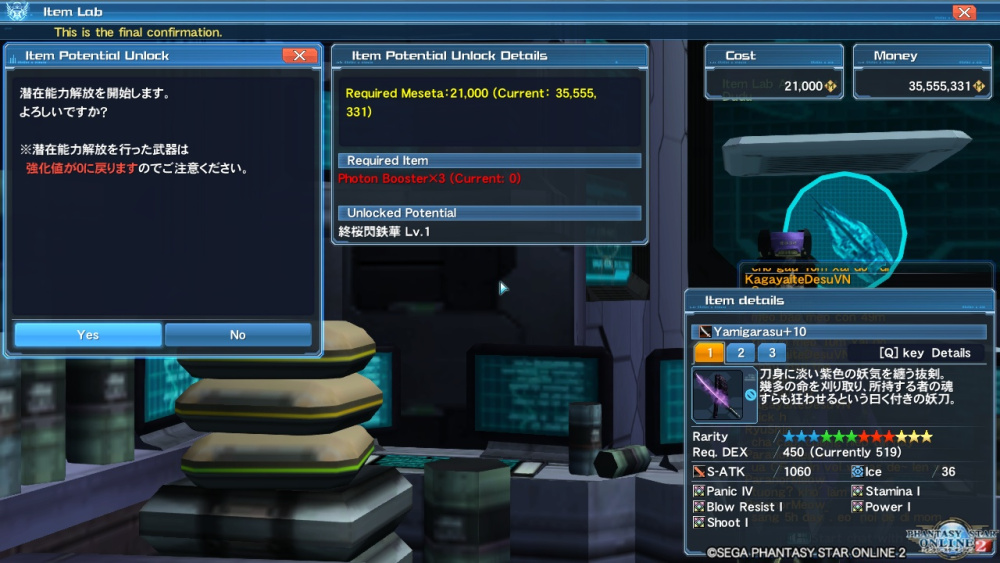 Item Lab
This is the final confirmation.
Item Potential Unlock
潜在能力解放を開始します。
よろしいですか?
※潜在能力解放を行った武器は
強化値が0に戻りますのでご注意ください。
Yes
No
Item Potential Unlock Details
Required Meseta:21,000 (Current: 35,555,
331)
Required Item
Photon Booster×3 (Current: 0)
Unlocked Potential
終桜閃鉄華 Lv.1
Cost
21,000
Money
35,555,331
KagayaiteDesuVN
Item details
Yamigarasu+10
1 2 3
[Q] key Details
刀身に淡い紫色の妖気を纏う抜剣。
幾多の命を刈り取り、所持する者の魂
すらも狂わせるという曰く付きの妖刀。
Rarity / ★★★★★★★★★★★★
Req. DEX / 450 (Currently 519)
S-ATK / 1060
Ice / 36
Panic IV
Stamina I
Blow Resist I
Power I
Shoot I
PHANTASY STAR
ONLINE 2
©SEGA PHANTASY STAR ONLINE 2